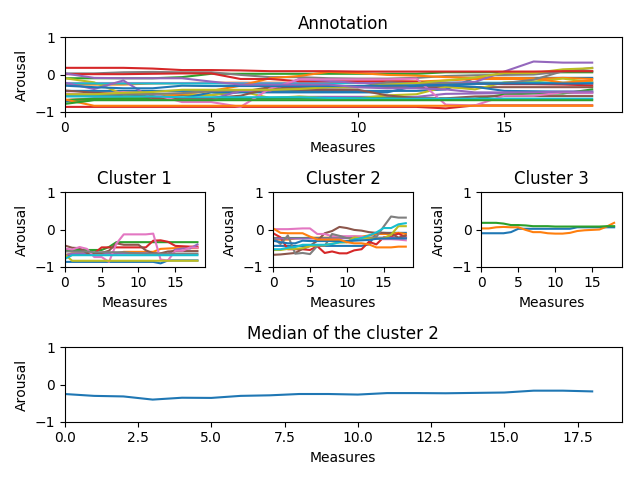 Annotation
1
0
−1
Arousal
0 5 10 15
Measures
Cluster 1 Cluster 2 Cluster 3
1 1 1
0 0 0
−1 −1 −1
Arousal Arousal Arousal
0 5 10 15 0 5 10 15 0 5 10 15
Measures Measures Measures
Median of the cluster 2
1
0
−1
Arousal
0.0 2.5 5.0 7.5 10.0 12.5 15.0 17.5
Measures